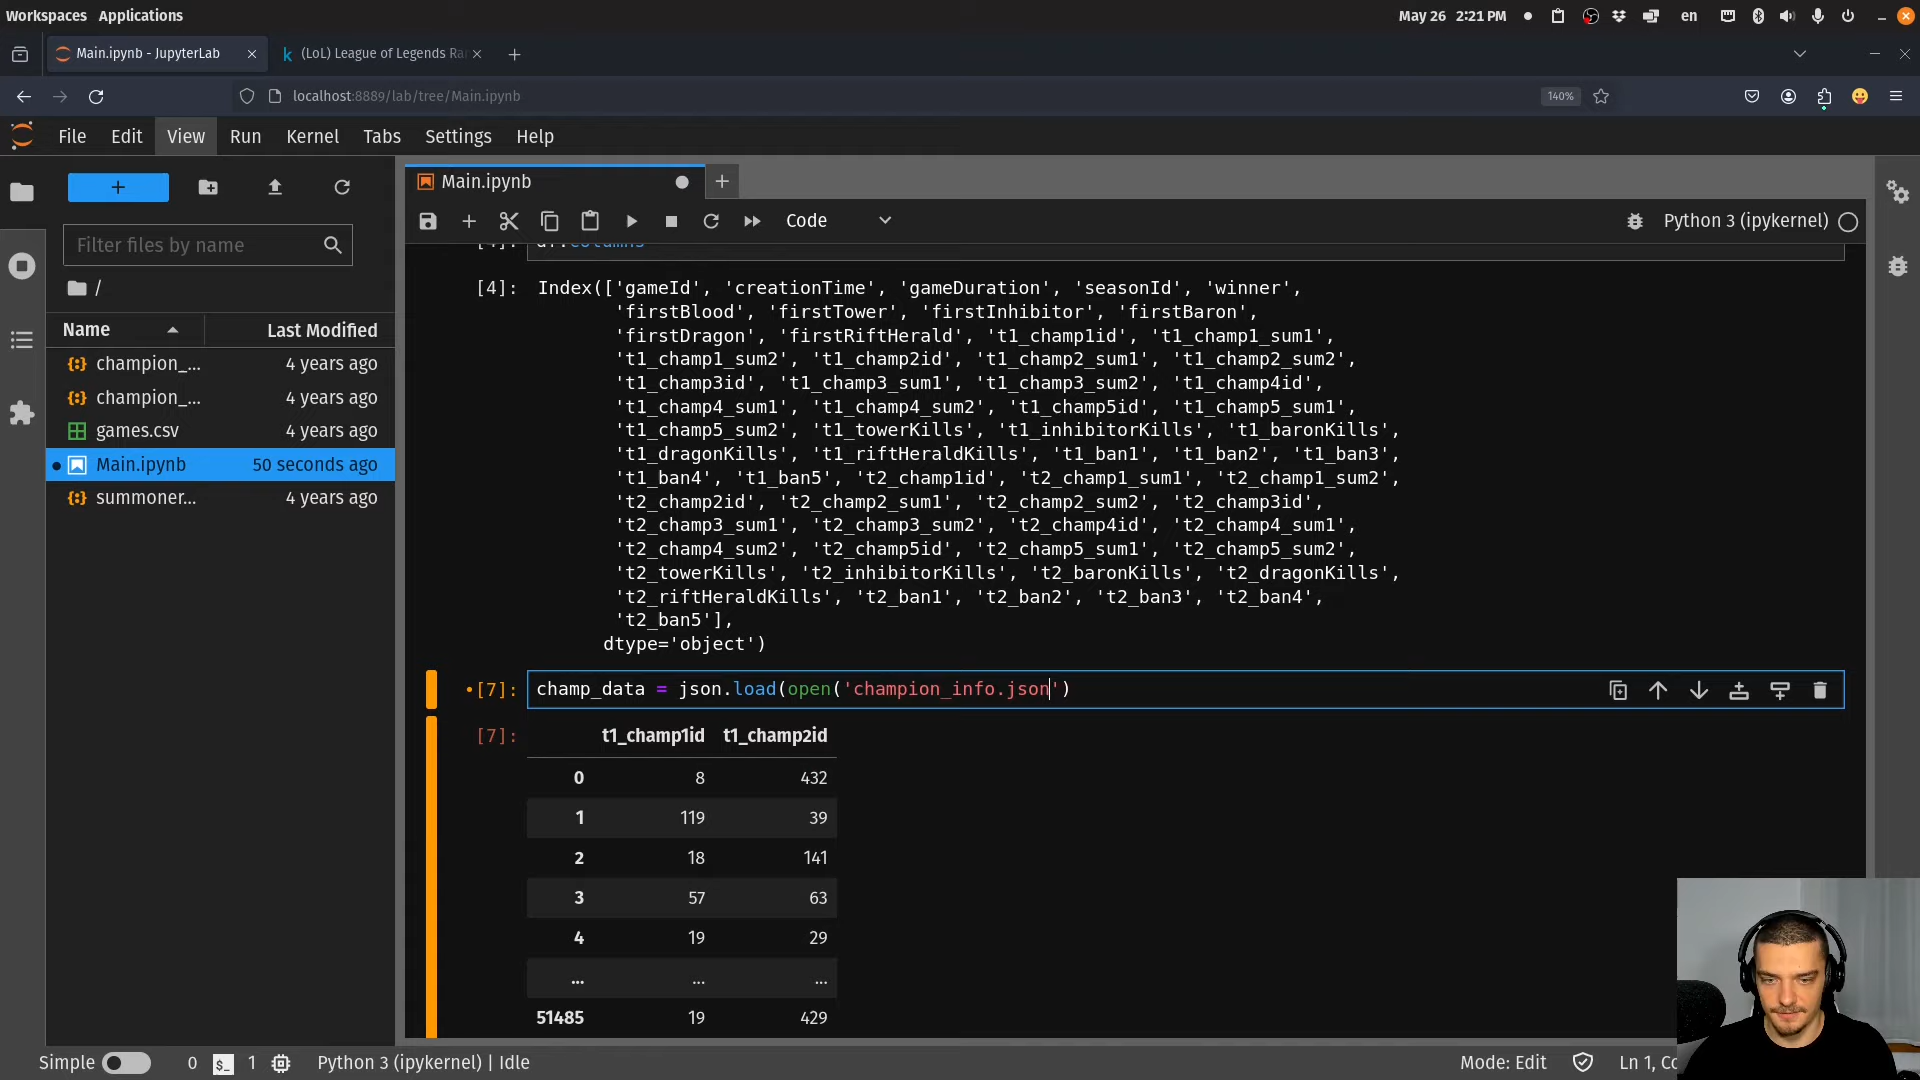 Workspaces Applications May 26 2:21 PM en
Main.ipynb - JupyterLab (LoL) League of Legends Ra
localhost:8889/lab/tree/Main.ipynb 140%
File Edit View Run Kernel Tabs Settings Help
Main.ipynb
Code Python 3 (ipykernel)
Filter files by name
/
Name Last Modified
champion_... 4 years ago
champion_... 4 years ago
games.csv 4 years ago
Main.ipynb 50 seconds ago
summoner... 4 years ago
[4]: df.columns
[4]: Index(['gameId', 'creationTime', 'gameDuration', 'seasonId', 'winner',
'firstBlood', 'firstTower', 'firstInhibitor', 'firstBaron',
'firstDragon', 'firstRiftHerald', 't1_champ1id', 't1_champ1_sum1',
't1_champ1_sum2', 't1_champ2id', 't1_champ2_sum1', 't1_champ2_sum2',
't1_champ3id', 't1_champ3_sum1', 't1_champ3_sum2', 't1_champ4id',
't1_champ4_sum1', 't1_champ4_sum2', 't1_champ5id', 't1_champ5_sum1',
't1_champ5_sum2', 't1_towerKills', 't1_inhibitorKills', 't1_baronKills',
't1_dragonKills', 't1_riftHeraldKills', 't1_ban1', 't1_ban2', 't1_ban3',
't1_ban4', 't1_ban5', 't2_champ1id', 't2_champ1_sum1', 't2_champ1_sum2',
't2_champ2id', 't2_champ2_sum1', 't2_champ2_sum2', 't2_champ3id',
't2_champ3_sum1', 't2_champ3_sum2', 't2_champ4id', 't2_champ4_sum1',
't2_champ4_sum2', 't2_champ5id', 't2_champ5_sum1', 't2_champ5_sum2',
't2_towerKills', 't2_inhibitorKills', 't2_baronKills', 't2_dragonKills',
't2_riftHeraldKills', 't2_ban1', 't2_ban2', 't2_ban3', 't2_ban4',
't2_ban5'],
dtype='object')
[7]: champ_data = json.load(open('champion_info.json')
[7]: t1_champ1id t1_champ2id
0 8 432
1 119 39
2 18 141
3 57 63
4 19 29
... ... ...
51485 19 429
Simple 0 $_ 1 Python 3 (ipykernel) | Idle Mode: Edit Ln 1, Co